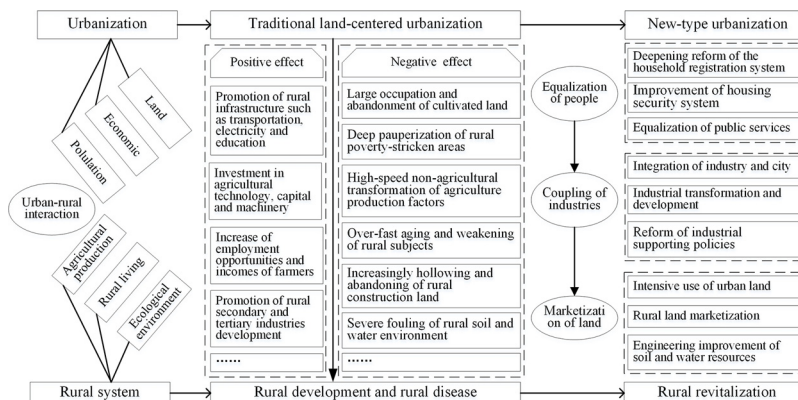 Urbanization
Traditional land-centered urbanization
New-type urbanization
Land
Economic
Polulation
Urban-rural
interaction
Agricultural
production
Rural living
Ecological
environment
Positive effect
Promotion of rural
infrastructure such
as transportation,
electricity and
education
Investment in
agricultural
technology, capital
and machinery
Increase of
employment
opportunities and
incomes of farmers
Promotion of rural
secondary and
tertiary industries
development
······
Negative effect
Large occupation and
abandonment of cultivated land
Deep pauperization of rural
poverty-stricken areas
High-speed non-agricultural
transformation of agriculture
production factors
Over-fast aging and weakening
of rural subjects
Increasingly hollowing and
abandoning of rural
construction land
Severe fouling of rural soil and
water environment
······
Equalization
of people
Coupling of
industries
Marketizati
on of land
Deepening reform of the
household registration system
Improvement of housing
security system
Equalization of public services
Integration of industry and city
Industrial transformation and
development
Reform of industrial
supporting policies
Intensive use of urban land
Rural land marketization
Engineering improvement of
soil and water resources
Rural system
Rural development and rural disease
Rural revitalization